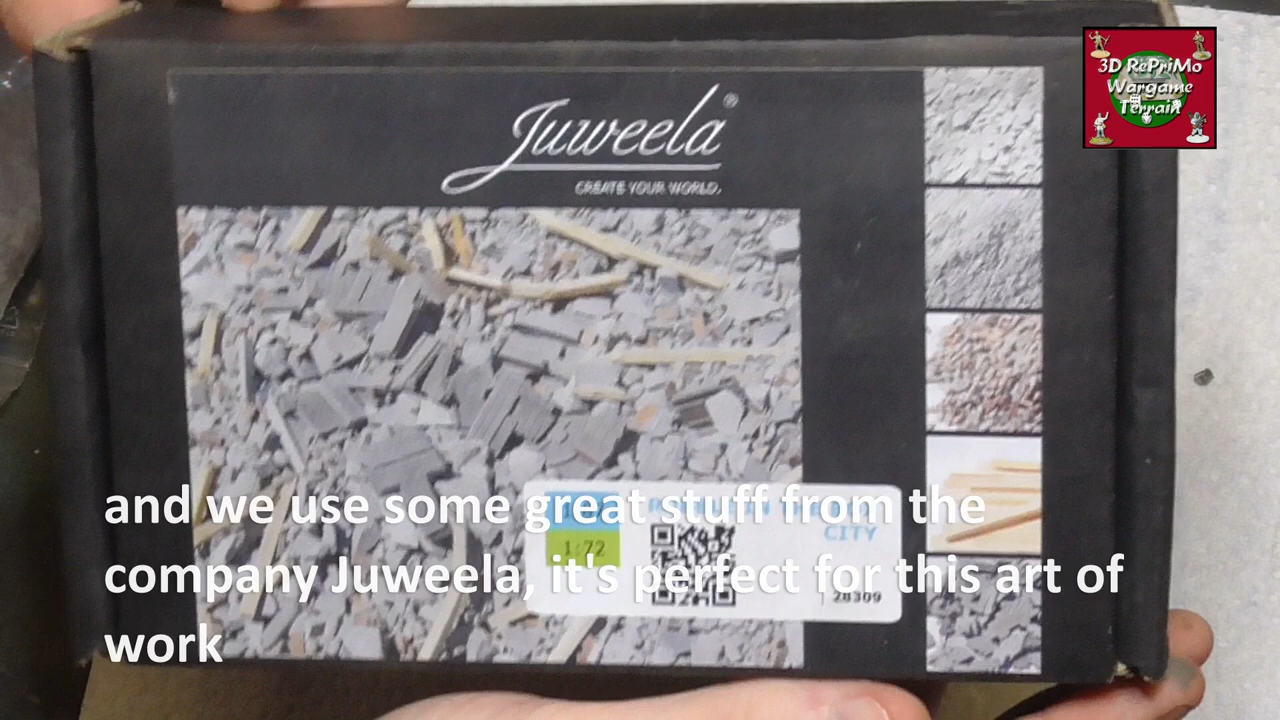 Juweela®
CREATE YOUR WORLD.
3D RePriMo
Wargame
Terrain
CITY
1:72
28309
and we use some great stuff from the
company Juweela, it's perfect for this art of
work